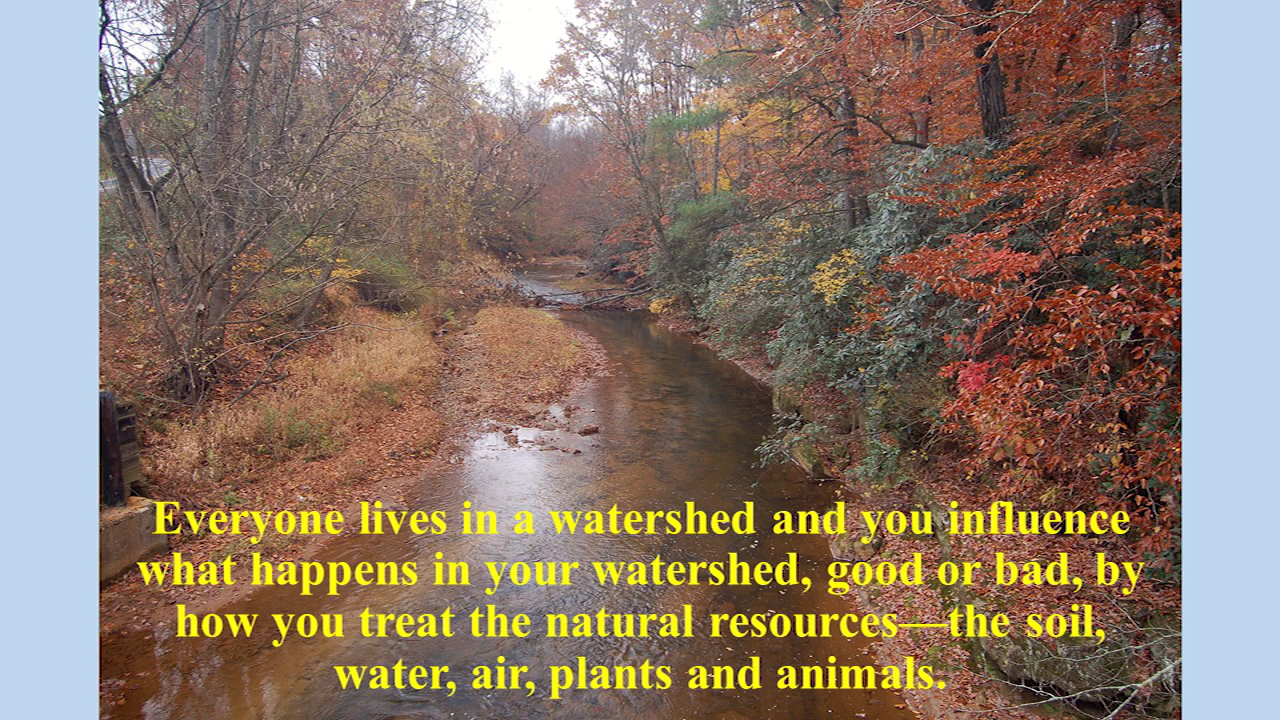 Everyone lives in a watershed and you influence
what happens in your watershed, good or bad, by
how you treat the natural resources—the soil,
water, air, plants and animals.